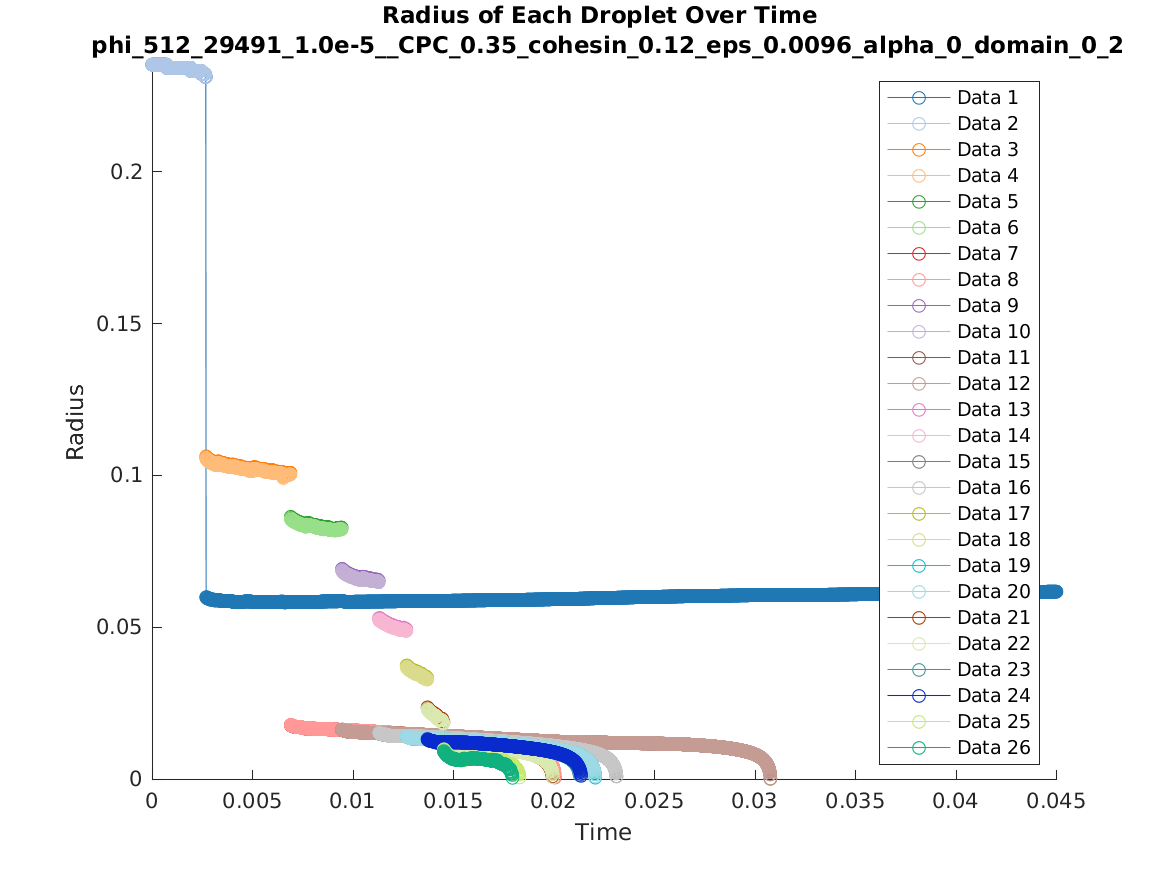 Radius of Each Droplet Over Time
phi_512_29491_1.0e-5__CPC_0.35_cohesin_0.12_eps_0.0096_alpha_0_domain_0_2
Data 1
Data 2
Data 3
Data 4
Data 5
Data 6
Data 7
Data 8
Data 9
Data 10
Data 11
Data 12
Data 13
Data 14
Data 15
Data 16
Data 17
Data 18
Data 19
Data 20
Data 21
Data 22
Data 23
Data 24
Data 25
Data 26
0.2
0.15
0.1
0.05
0
Radius
0
0.005
0.01
0.015
0.02
0.025
0.03
0.035
0.04
0.045
Time